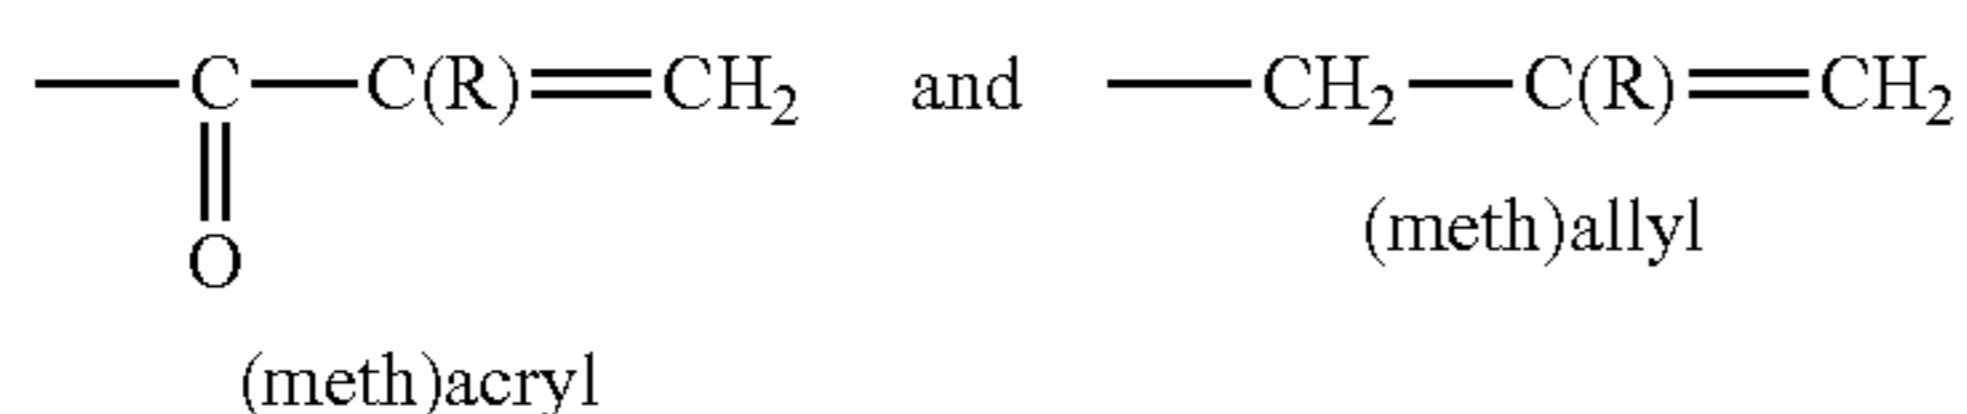 —C—C(R)=CH₂ and —CH₂—C(R)=CH₂
O
(meth)allyl
(meth)acryl